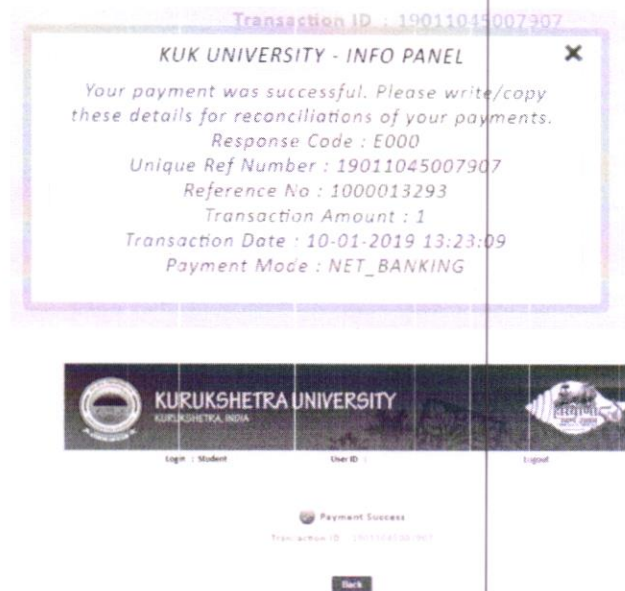 Transaction ID : 19011045007907
KUK UNIVERSITY - INFO PANEL
Your payment was successful. Please write/copy
these details for reconciliations of your payments.
Response Code : E000
Unique Ref Number : 19011045007907
Reference No : 1000013293
Transaction Amount : 1
Transaction Date : 10-01-2019 13:23:09
Payment Mode : NET_BANKING
KURUKSHETRA UNIVERSITY
KURUKSHETRA, INDIA
Login : Student User ID : Logout
Payment Success
Transaction ID : 19011045007907
Back